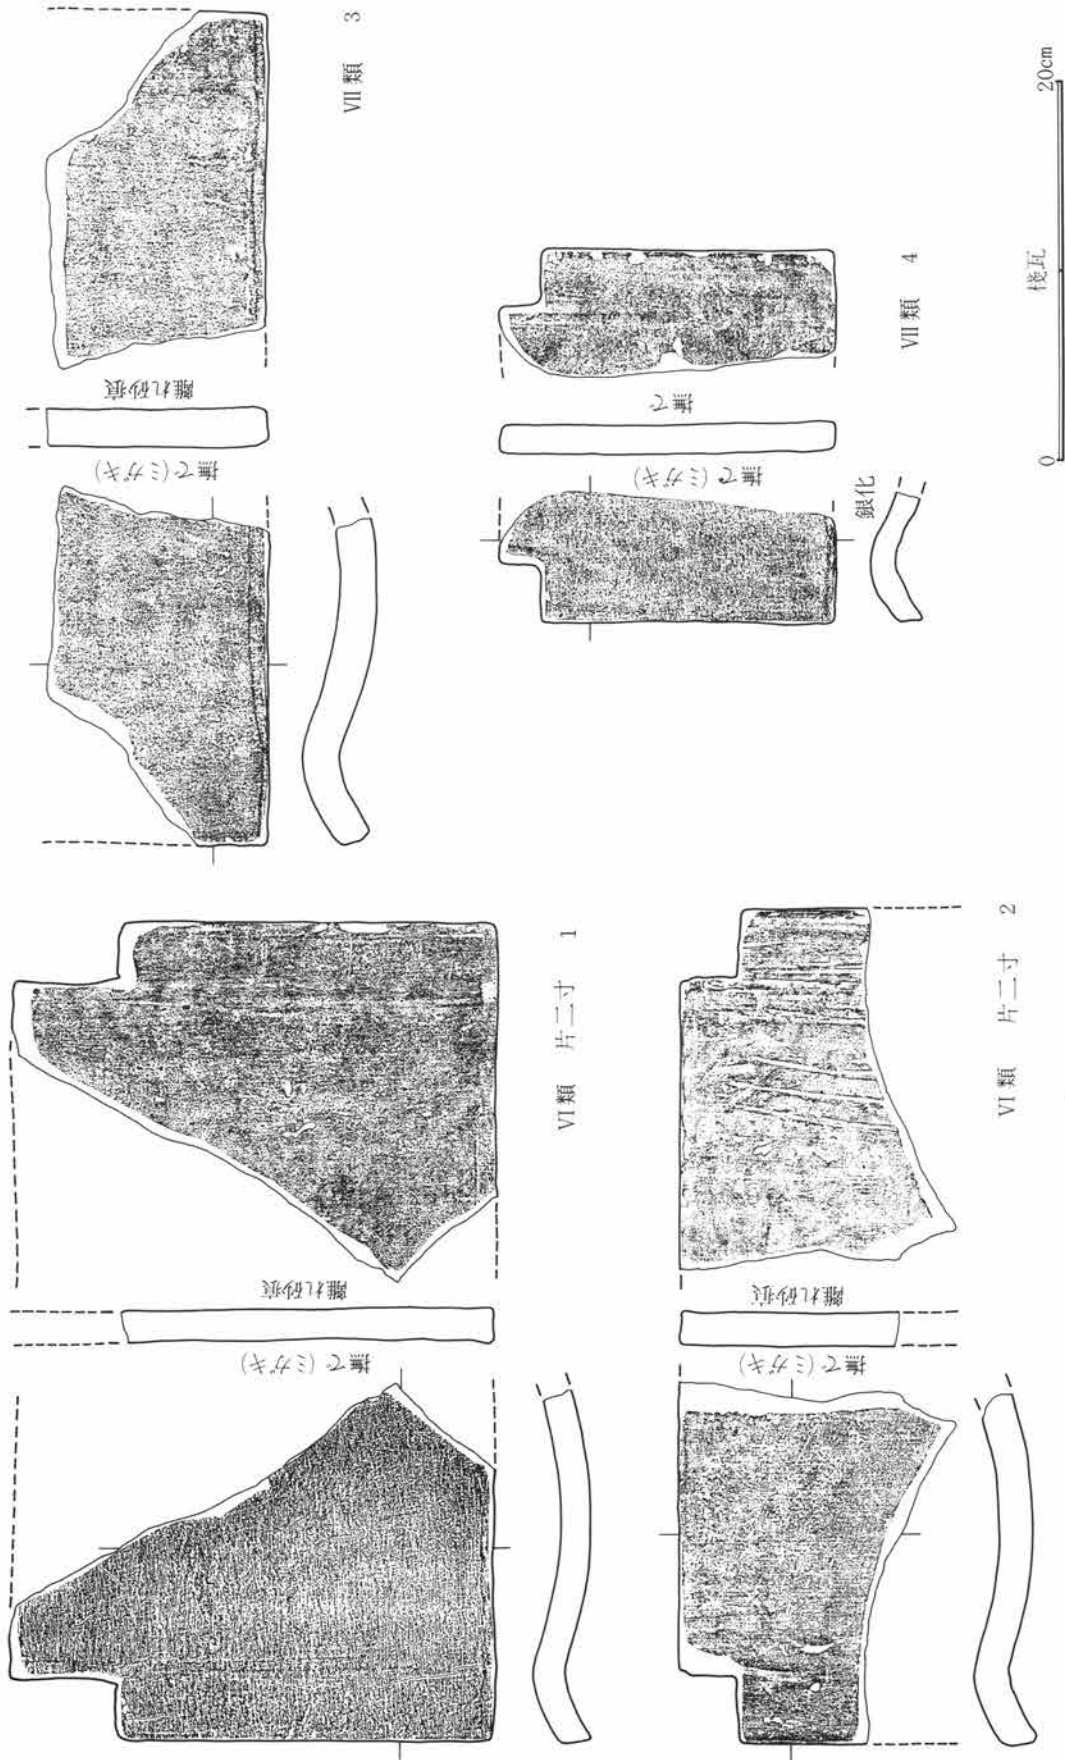 離れ砂痕
撫で(ミガキ)
VI類　片二寸　1
離れ砂痕
撫で(ミガキ)
VI類　片二寸　2
離れ砂痕
撫で(ミガキ)
VII類　3
撫で
撫で(ミガキ)
銀化
VII類　4
0
桟瓦
20cm